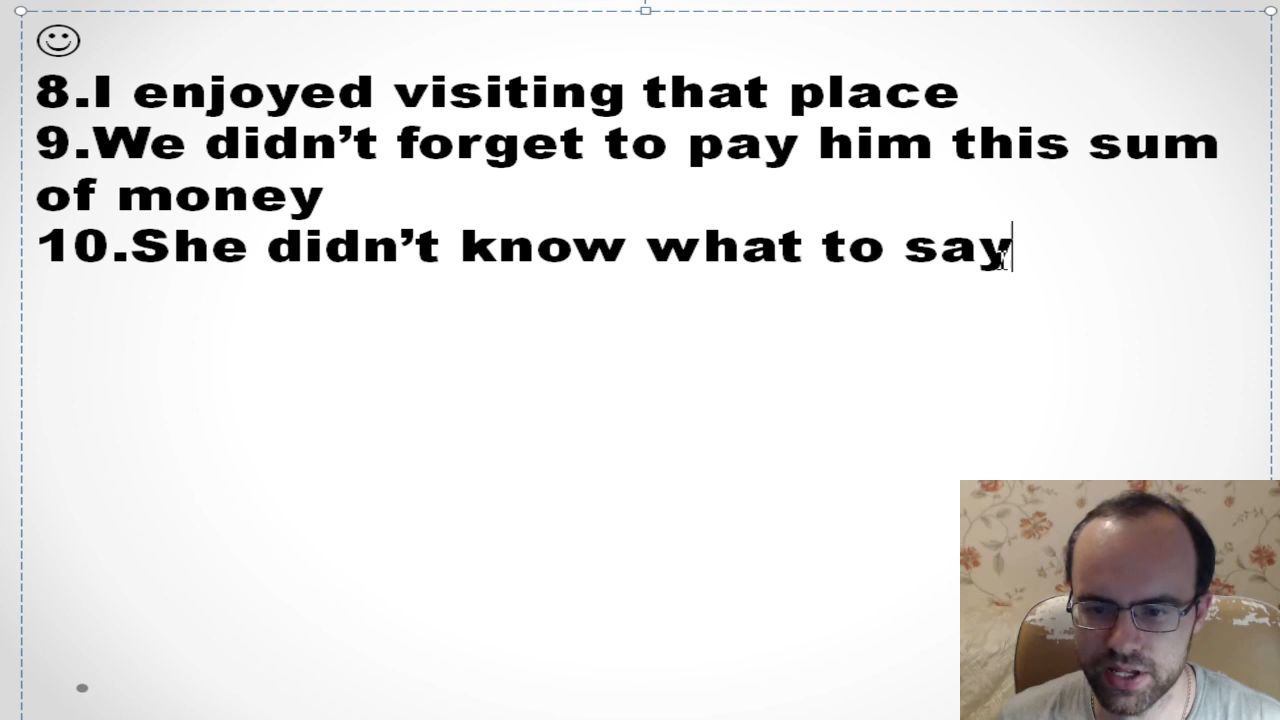 ☺
8.I enjoyed visiting that place
9.We didn’t forget to pay him this sum
of money
10.She didn’t know what to say